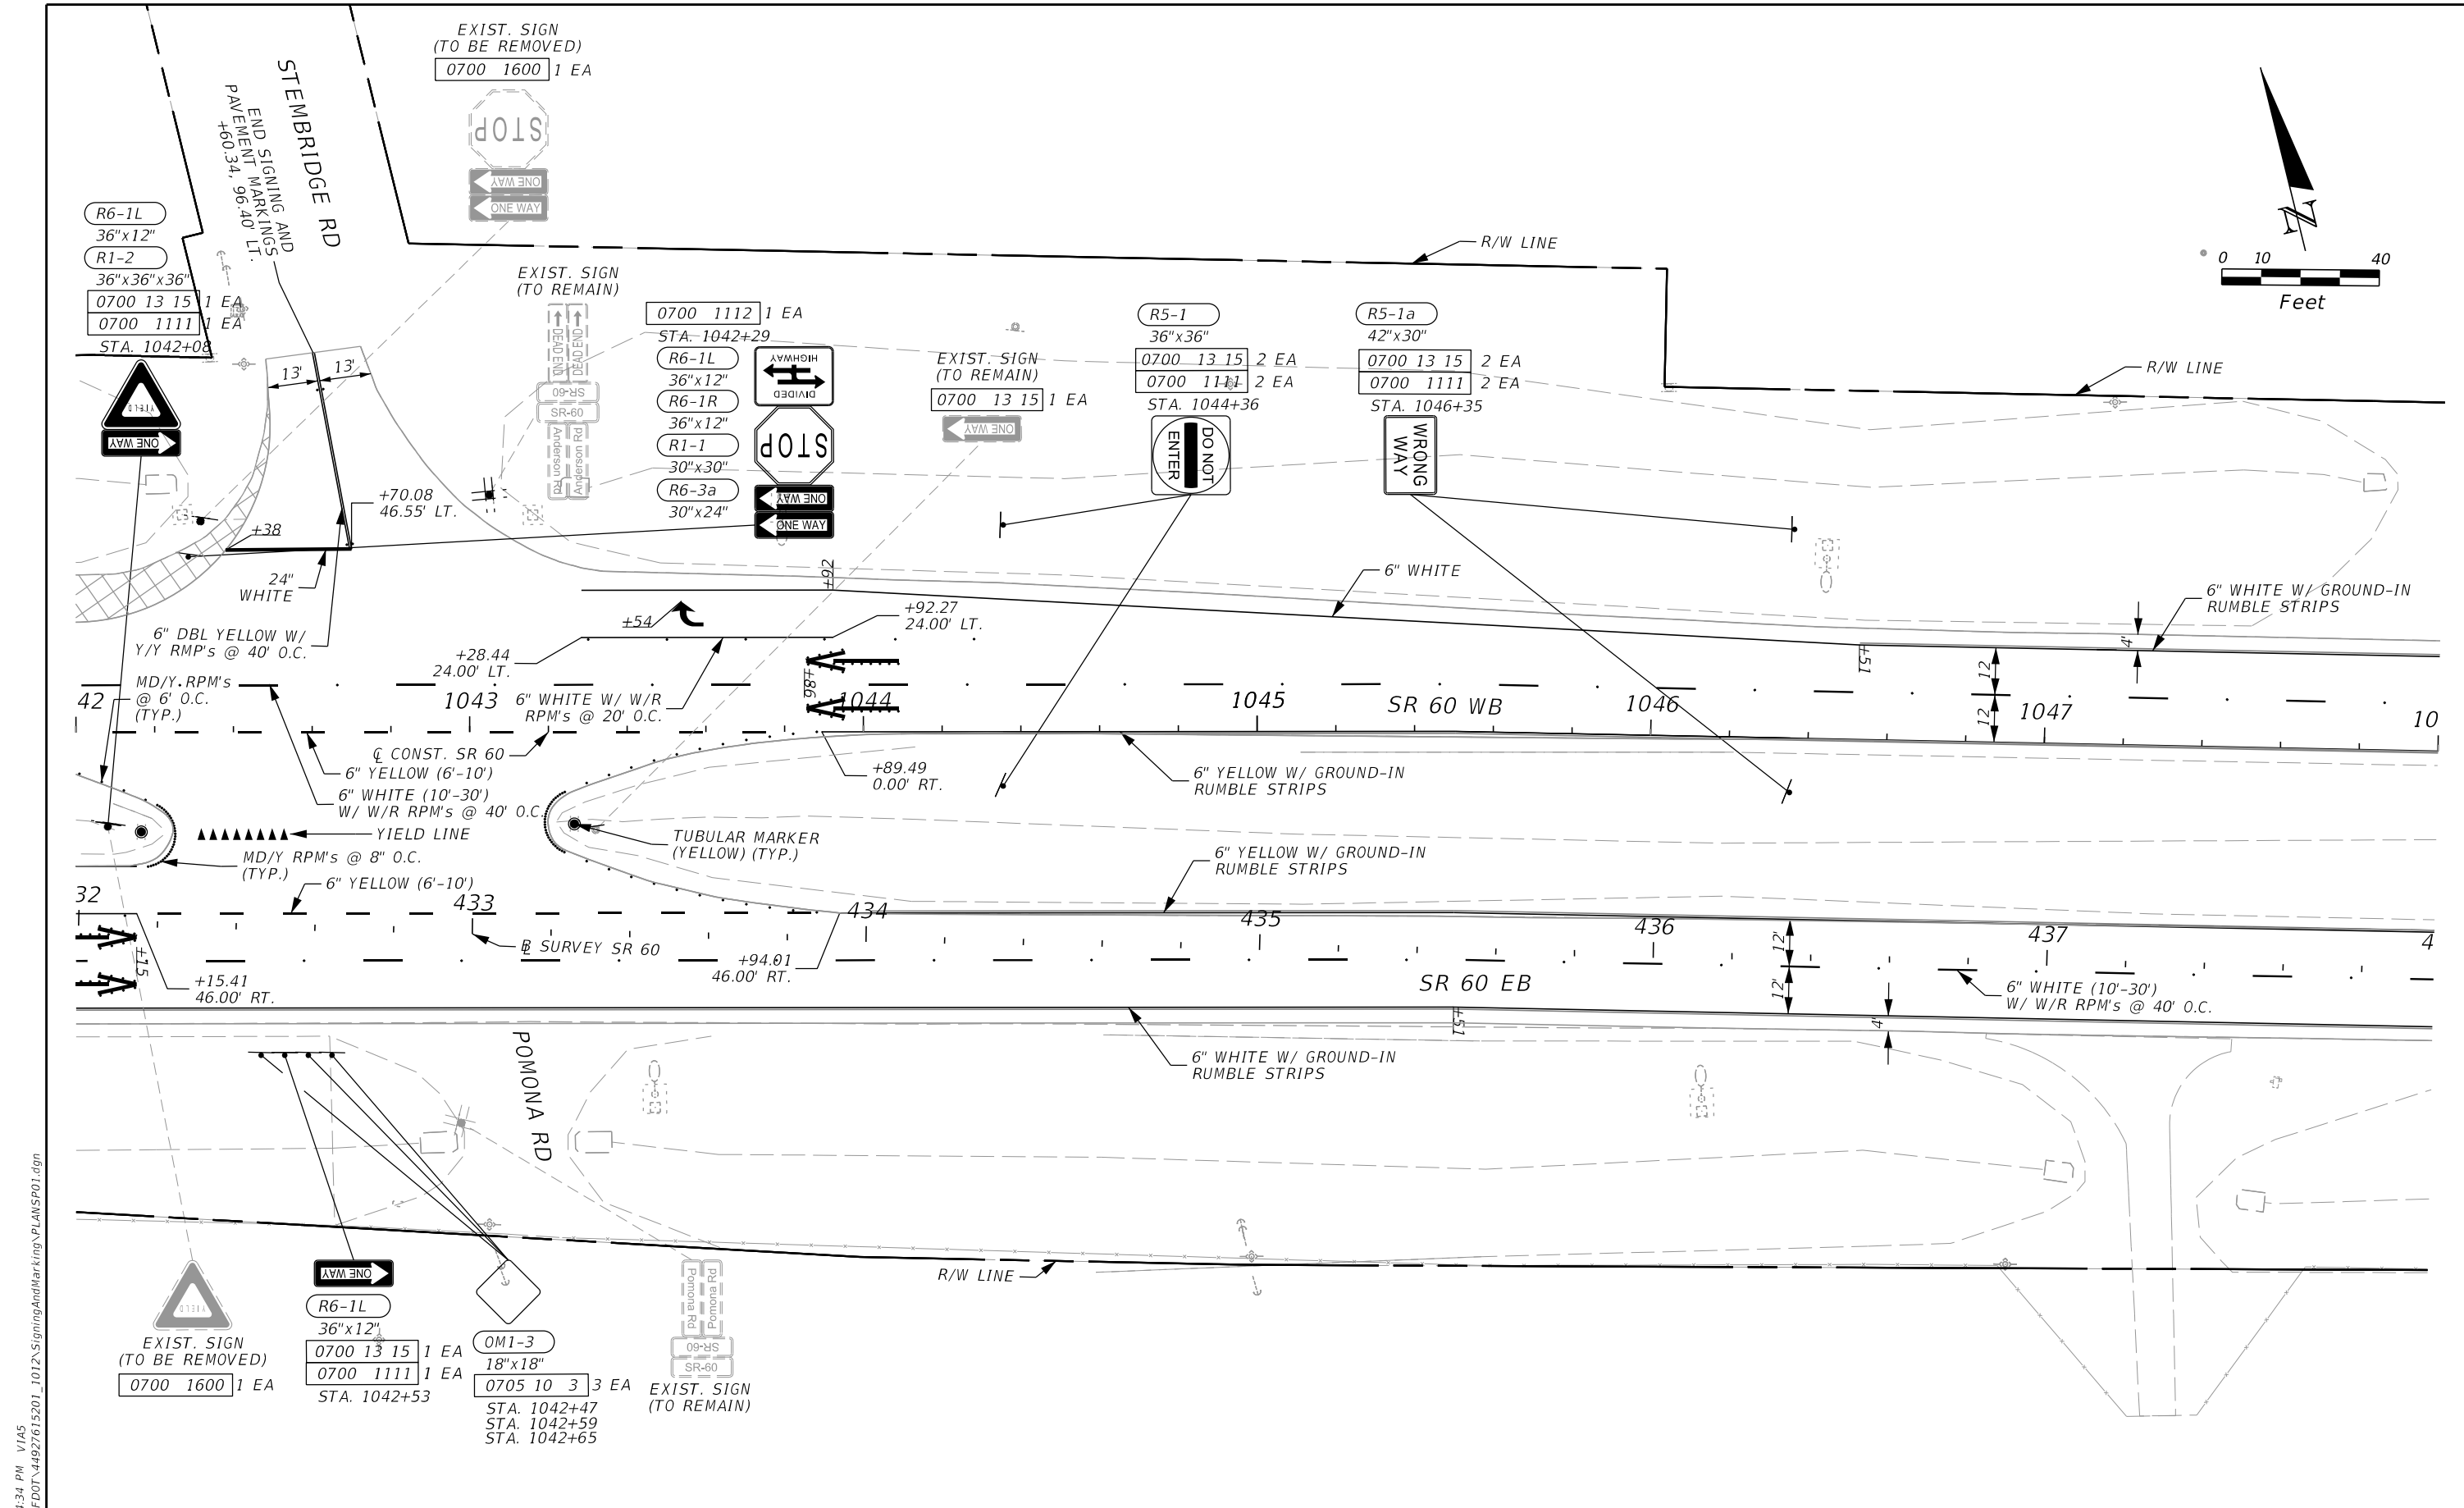 EXIST. SIGN
(TO BE REMOVED)
0700 1600 1 EA
STOP
ONE WAY
ONE WAY
STEMBRIDGE RD
END SIGNING AND
PAVEMENT MARKINGS
+60.34, 96.40' LT.
R6-1L
36"x12"
R1-2
36"x36"x36"
0700 13 15 1 EA
0700 1111 1 EA
STA. 1042+08
YIELD
ONE WAY
13'
13'
EXIST. SIGN
(TO REMAIN)
DEAD END
DEAD END
SR-60
SR-60
Anderson Rd
Anderson Rd
0700 1112 1 EA
STA. 1042+29
R6-1L
36"x12"
R6-1R
36"x12"
R1-1
30"x30"
R6-3a
30"x24"
DIVIDED
HIGHWAY
STOP
ONE WAY
ONE WAY
EXIST. SIGN
(TO REMAIN)
0700 13 15 1 EA
ONE WAY
R5-1
36"x36"
0700 13 15 2 EA
0700 1111 2 EA
STA. 1044+36
DO NOT
ENTER
R5-1a
42"x30"
0700 13 15 2 EA
0700 1111 2 EA
STA. 1046+35
WRONG
WAY
R/W LINE
R/W LINE
N
0 10 40
Feet
+70.08
46.55' LT.
+38
24"
WHITE
6" DBL YELLOW W/
Y/Y RMP's @ 40' O.C.
+54
+92
+92.27
24.00' LT.
+28.44
24.00' LT.
6" WHITE
6" WHITE W/ GROUND-IN
RUMBLE STRIPS
4'
+51
12
12
MD/Y RPM's
@ 6' O.C.
(TYP.)
6" WHITE W/ W/R
RPM's @ 20' O.C.
+86
42
1043
1044
1045
SR 60 WB
1046
1047
10
℄ CONST. SR 60
6" YELLOW (6'-10')
6" WHITE (10'-30')
W/ W/R RPM's @ 40' O.C.
+89.49
0.00' RT.
6" YELLOW W/ GROUND-IN
RUMBLE STRIPS
YIELD LINE
MD/Y RPM's @ 8" O.C.
(TYP.)
TUBULAR MARKER
(YELLOW) (TYP.)
6" YELLOW W/ GROUND-IN
RUMBLE STRIPS
6" YELLOW (6'-10')
32
433
434
435
436
437
4
BL SURVEY SR 60
+15
+15.41
46.00' RT.
+94.01
46.00' RT.
SR 60 EB
12'
12'
4'
+51
6" WHITE (10'-30')
W/ W/R RPM's @ 40' O.C.
6" WHITE W/ GROUND-IN
RUMBLE STRIPS
POMONA RD
R/W LINE
YIELD
EXIST. SIGN
(TO BE REMOVED)
0700 1600 1 EA
ONE WAY
R6-1L
36"x12"
0700 13 15 1 EA
0700 1111 1 EA
STA. 1042+53
OM1-3
18"x18"
0705 10 3 3 EA
STA. 1042+47
STA. 1042+59
STA. 1042+65
Pomona Rd
Pomona Rd
SR-60
SR-60
EXIST. SIGN
(TO REMAIN)
4:34 PM VIA5
FDOT\44927615201_1012\SigningAndMarking\PLANSP01.dgn